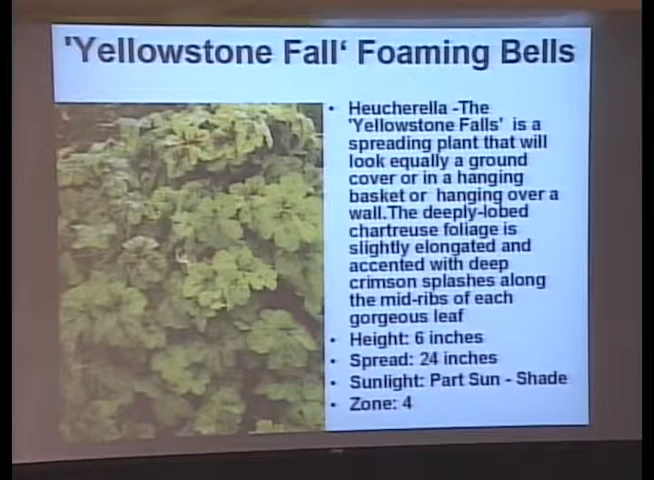 'Yellowstone Fall‘ Foaming Bells
• Heucherella -The
'Yellowstone Falls' is a
spreading plant that will
look equally a ground
cover or in a hanging
basket or hanging over a
wall.The deeply-lobed
chartreuse foliage is
slightly elongated and
accented with deep
crimson splashes along
the mid-ribs of each
gorgeous leaf
• Height: 6 inches
• Spread: 24 inches
• Sunlight: Part Sun - Shade
• Zone: 4